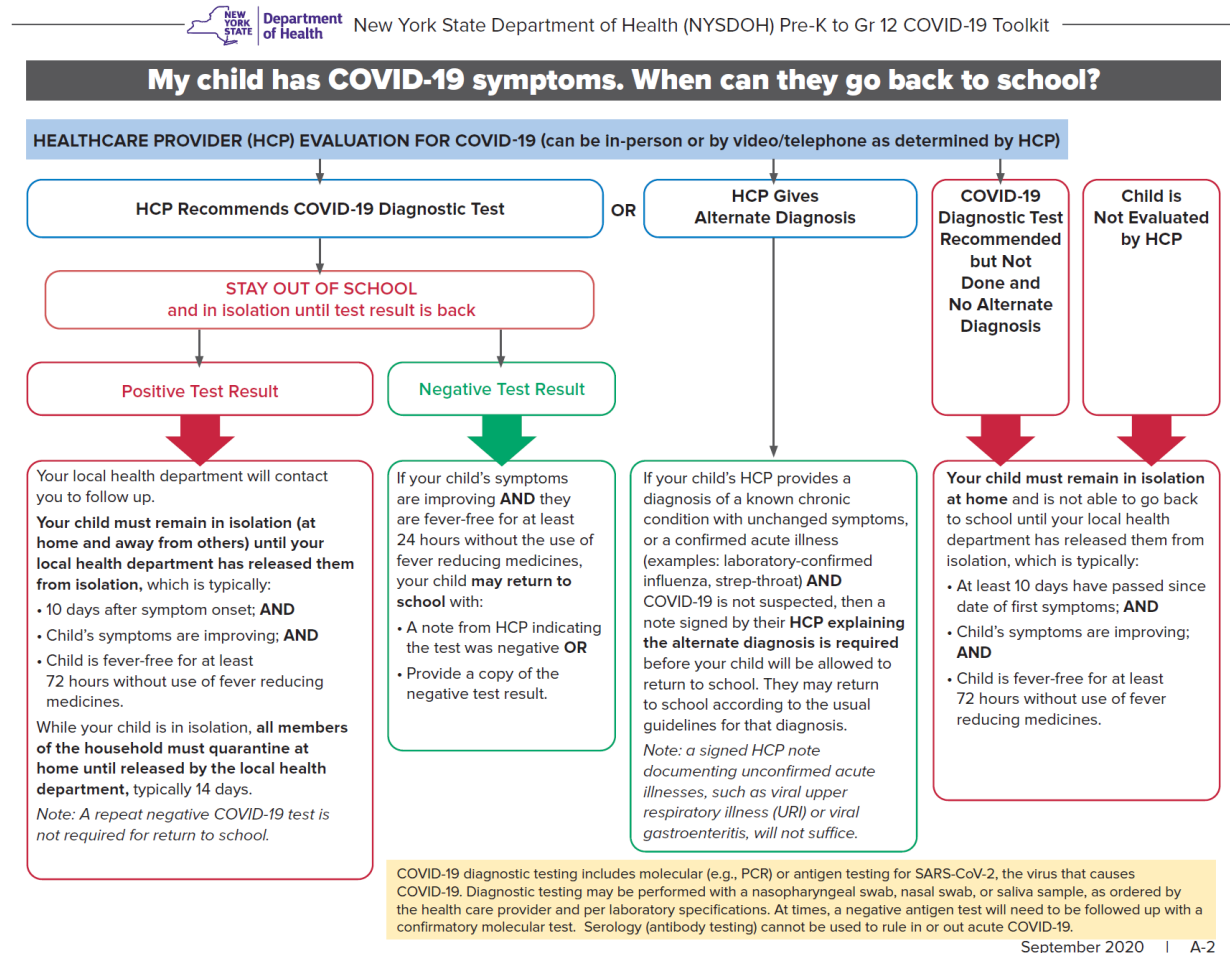 NEW
YORK
STATE
Department
of Health
New York State Department of Health (NYSDOH) Pre-K to Gr 12 COVID-19 Toolkit
My child has COVID-19 symptoms. When can they go back to school?
HEALTHCARE PROVIDER (HCP) EVALUATION FOR COVID-19 (can be in-person or by video/telephone as determined by HCP)
HCP Recommends COVID-19 Diagnostic Test
OR
HCP Gives
Alternate Diagnosis
COVID-19
Diagnostic Test
Recommended
but Not
Done and
No Alternate
Diagnosis
Child is
Not Evaluated
by HCP
STAY OUT OF SCHOOL
and in isolation until test result is back
Positive Test Result
Negative Test Result
Your local health department will contact
you to follow up.
Your child must remain in isolation (at
home and away from others) until your
local health department has released them
from isolation, which is typically:
• 10 days after symptom onset; AND
• Child's symptoms are improving; AND
• Child is fever-free for at least
72 hours without use of fever reducing
medicines.
While your child is in isolation, all members
of the household must quarantine at
home until released by the local health
department, typically 14 days.
Note: A repeat negative COVID-19 test is
not required for return to school.
If your child's symptoms
are improving AND they
are fever-free for at least
24 hours without the use of
fever reducing medicines,
your child may return to
school with:
• A note from HCP indicating
the test was negative OR
• Provide a copy of the
negative test result.
If your child's HCP provides a
diagnosis of a known chronic
condition with unchanged symptoms,
or a confirmed acute illness
(examples: laboratory-confirmed
influenza, strep-throat) AND
COVID-19 is not suspected, then a
note signed by their HCP explaining
the alternate diagnosis is required
before your child will be allowed to
return to school. They may return
to school according to the usual
guidelines for that diagnosis.
Note: a signed HCP note
documenting unconfirmed acute
illnesses, such as viral upper
respiratory illness (URI) or viral
gastroenteritis, will not suffice.
Your child must remain in isolation
at home and is not able to go back
to school until your local health
department has released them from
isolation, which is typically:
• At least 10 days have passed since
date of first symptoms; AND
• Child's symptoms are improving;
AND
• Child is fever-free for at least
72 hours without use of fever
reducing medicines.
COVID-19 diagnostic testing includes molecular (e.g., PCR) or antigen testing for SARS-CoV-2, the virus that causes
COVID-19. Diagnostic testing may be performed with a nasopharyngeal swab, nasal swab, or saliva sample, as ordered by
the health care provider and per laboratory specifications. At times, a negative antigen test will need to be followed up with a
confirmatory molecular test. Serology (antibody testing) cannot be used to rule in or out acute COVID-19.
September 2020 | A-2